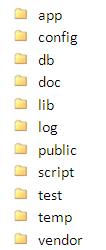 app
config
db
doc
lib
log
public
script
test
temp
vendor